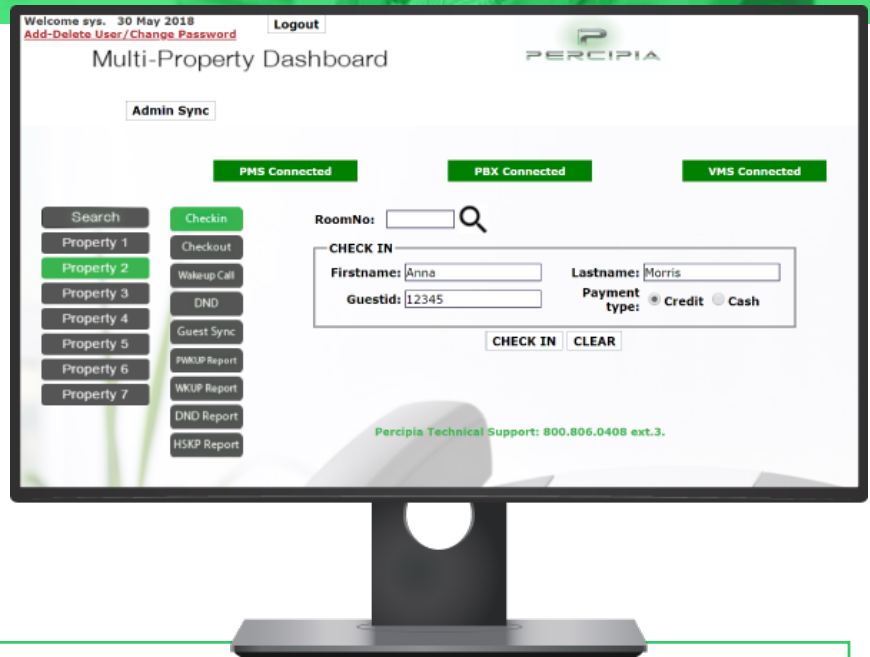 Welcome sys. 30 May 2018
Add-Delete User/Change Password
Logout
Multi-Property Dashboard
PERCIPIA
Admin Sync
PMS Connected
PBX Connected
VMS Connected
Search
Property 1
Property 2
Property 3
Property 4
Property 5
Property 6
Property 7
Checkin
Checkout
Wakeup Call
DND
Guest Sync
PWKUP Report
WKUP Report
DND Report
HSKP Report
RoomNo:
CHECK IN
Firstname: Anna
Lastname: Morris
Guestid: 12345
Payment
type: Credit Cash
CHECK IN CLEAR
Percipia Technical Support: 800.806.0408 ext.3.